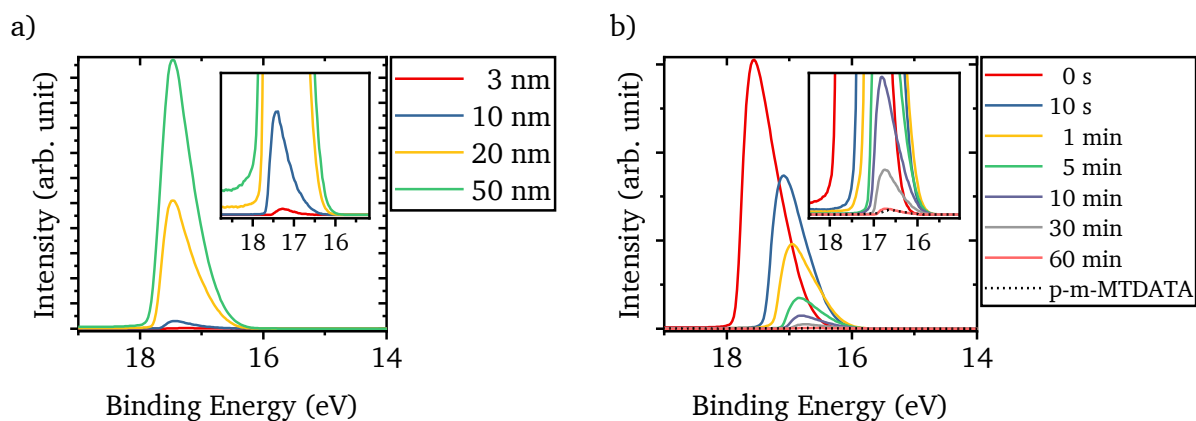 a)
Intensity (arb. unit)
3 nm
10 nm
20 nm
50 nm
18 17 16
18 16 14
Binding Energy (eV)
b)
Intensity (arb. unit)
0 s
10 s
1 min
5 min
10 min
30 min
60 min
p-m-MTDATA
18 17 16
18 16 14
Binding Energy (eV)